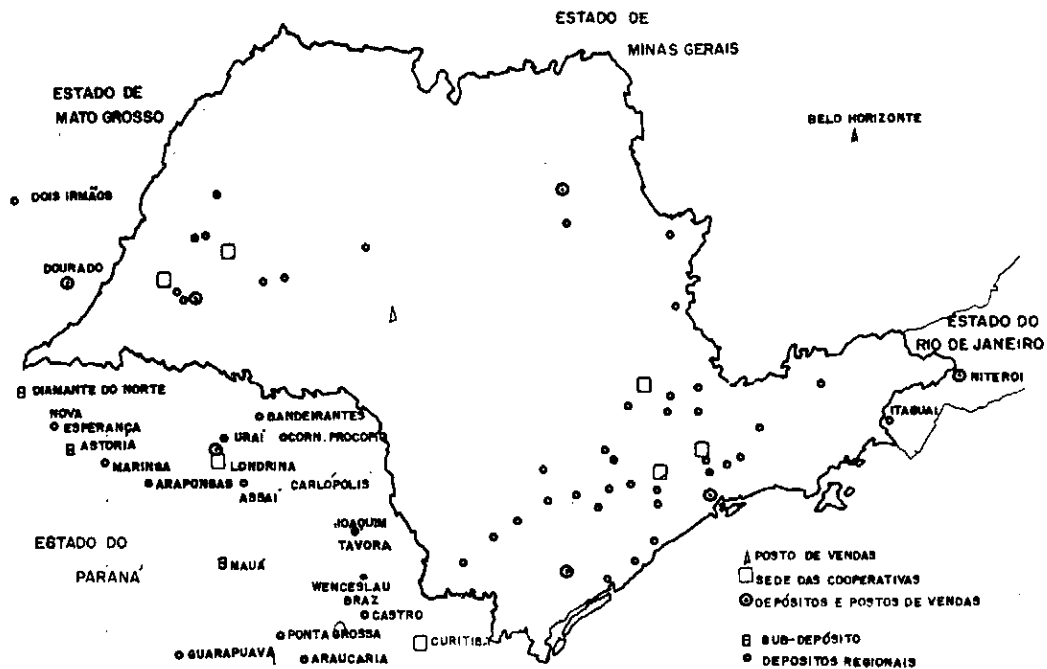 ESTADO DE
MINAS GERAIS
ESTADO DE
MATO GROSSO
BELO HORIZONTE
DOIS IRMÃOS
DOURADO
ESTADO DO
RIO DE JANEIRO
NITEROI
ITAGUAI
DIAMANTE DO NORTE
NOVA
ESPERANÇA
ASTORIA
MARINGA
BANDEIRANTES
URAÍ
CORN. PROCOPIO
LONDRINA
ARAPONGAS
ASSAÍ
CARLÓPOLIS
JOAQUIM
TAVORA
ESTADO DO
PARANÁ
MAUÁ
WENCESLAU
BRAZ
CASTRO
PONTA GROSSA
CURITIBA
GUARAPUAVA
ARAUCARIA
POSTO DE VENDAS
SEDE DAS COOPERATIVAS
DEPÓSITOS E POSTOS DE VENDAS
SUB-DEPÓSITO
DEPOSITOS REGIONAIS